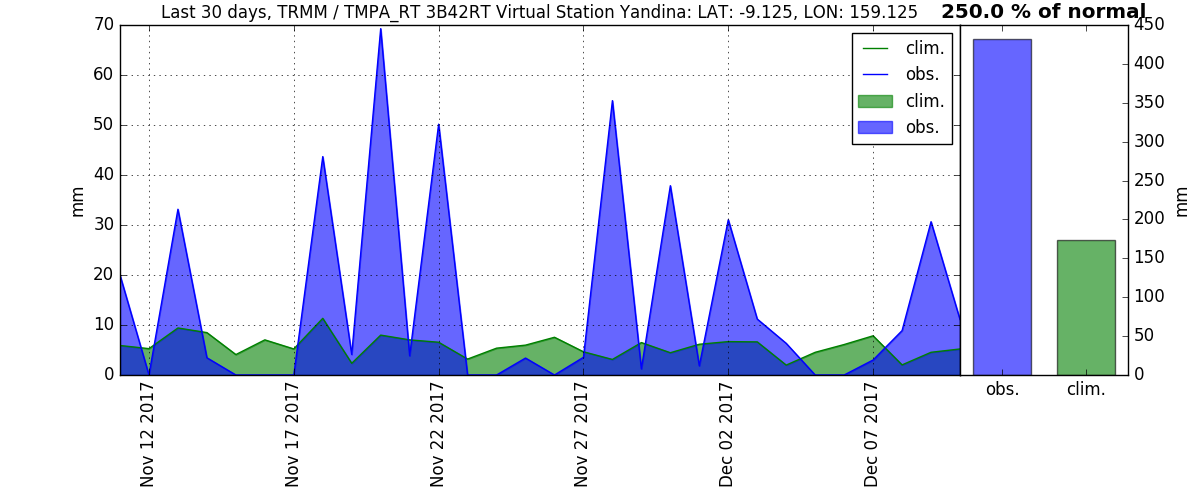 Last 30 days, TRMM / TMPA_RT 3B42RT Virtual Station Yandina: LAT: -9.125, LON: 159.125
250.0 % of normal
70
60
50
40
30
20
10
0
mm
clim.
obs.
clim.
obs.
Nov 12 2017
Nov 17 2017
Nov 22 2017
Nov 27 2017
Dec 02 2017
Dec 07 2017
450
400
350
300
250
200
150
100
50
0
mm
obs.
clim.